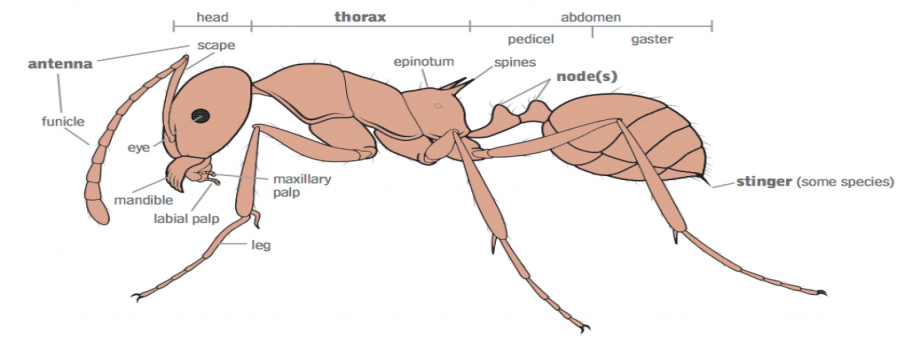 head
thorax
abdomen
scape
pedicel
gaster
antenna
epinotum
spines
node(s)
funicle
eye
mandible
maxillary
palp
labial palp
stinger (some species)
leg